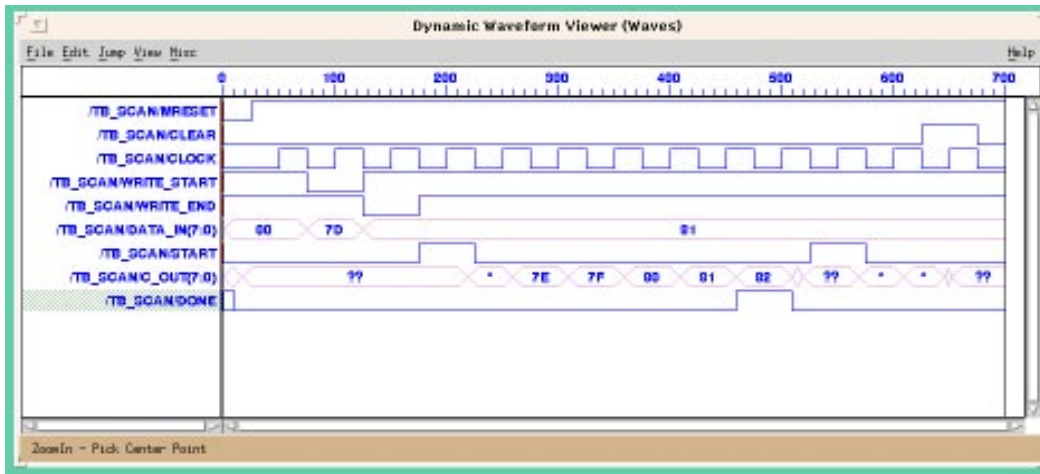 Dynamic Waveform Viewer (Waves)
File Edit Jump View Misc Help
0 100 200 300 400 500 600 700
/TB_SCAN/MRESET
/TB_SCAN/CLEAR
/TB_SCAN/CLOCK
/TB_SCAN/WRITE_START
/TB_SCAN/WRITE_END
/TB_SCAN/DATA_IN(7:0) 00 7D 81
/TB_SCAN/START
/TB_SCAN/C_OUT(7:0) ?? * 7E 7F 80 81 82 ?? * * ??
/TB_SCAN/DONE
ZoomIn - Pick Center Point